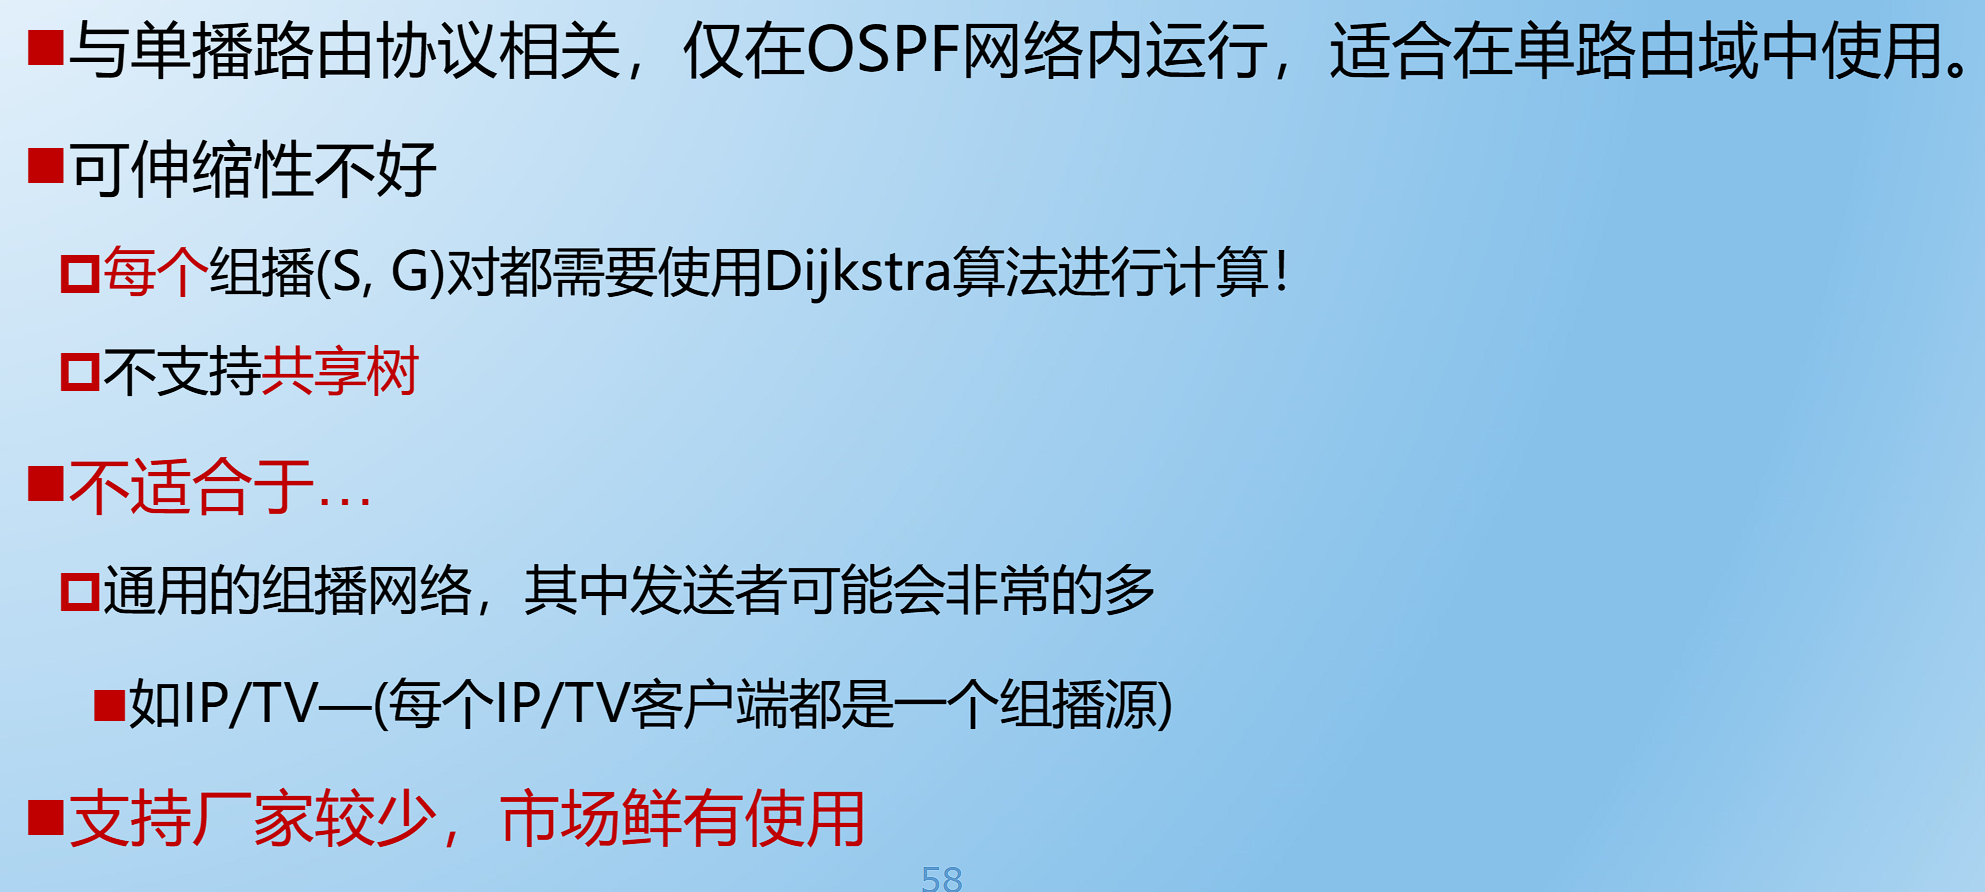 与单播路由协议相关，仅在OSPF网络内运行，适合在单路由域中使用。
可伸缩性不好
每个组播(S, G)对都需要使用Dijkstra算法进行计算！
不支持共享树
不适合于…
通用的组播网络，其中发送者可能会非常的多
如IP/TV—(每个IP/TV客户端都是一个组播源)
支持厂家较少，市场鲜有使用
58